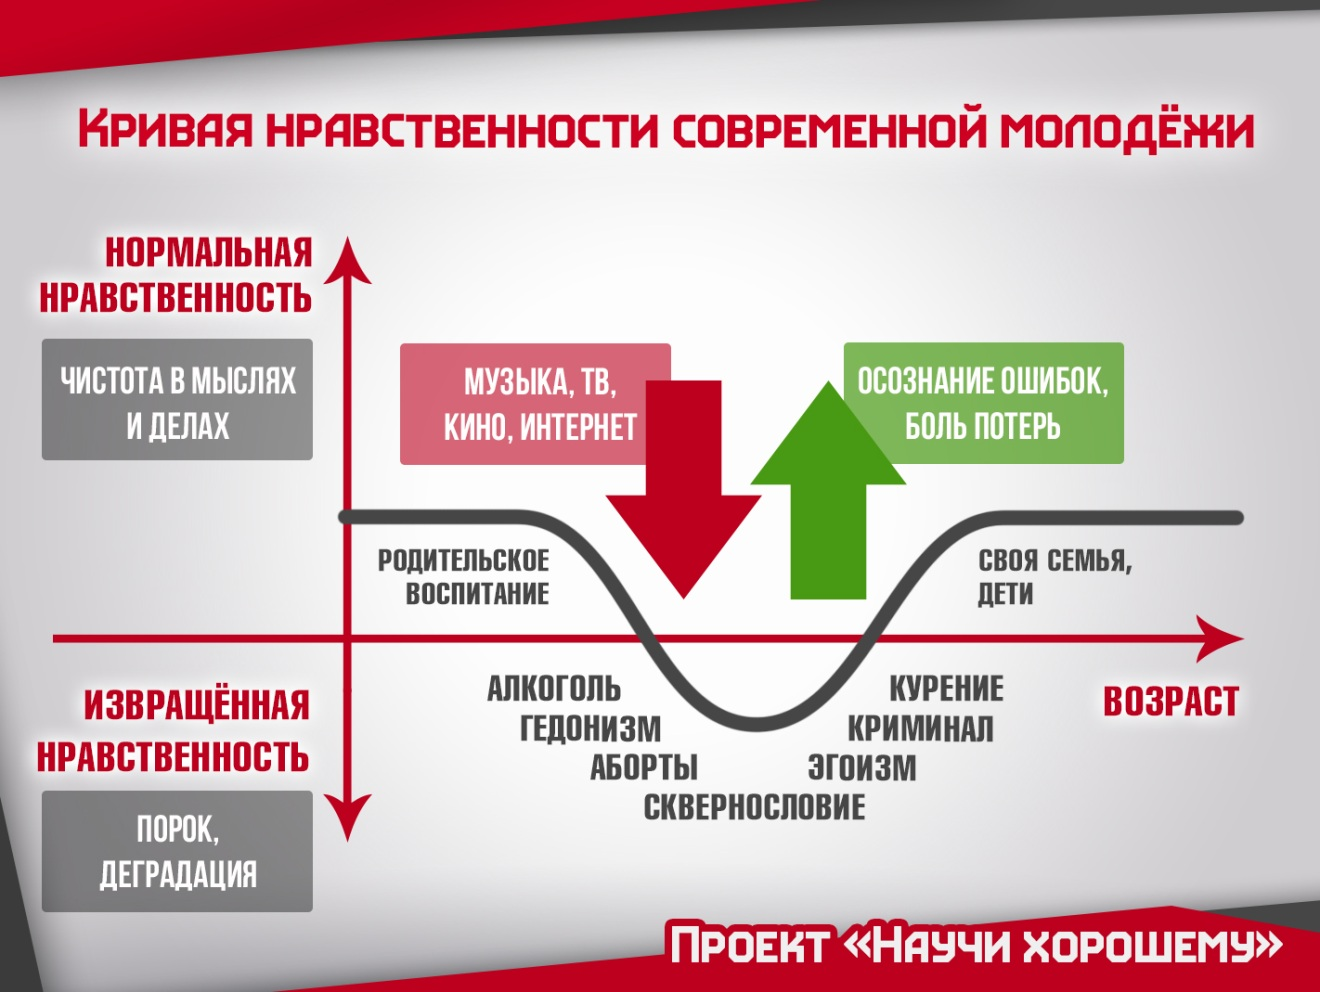 Кривая нравственности современной молодёжи
НОРМАЛЬНАЯ
НРАВСТВЕННОСТЬ
ЧИСТОТА В МЫСЛЯХ
И ДЕЛАХ
МУЗЫКА, ТВ,
КИНО, ИНТЕРНЕТ
ОСОЗНАНИЕ ОШИБОК,
БОЛЬ ПОТЕРЬ
РОДИТЕЛЬСКОЕ
ВОСПИТАНИЕ
СВОЯ СЕМЬЯ,
ДЕТИ
ИЗВРАЩЁННАЯ
НРАВСТВЕННОСТЬ
ПОРОК,
ДЕГРАДАЦИЯ
АЛКОГОЛЬ
ГЕДОНИЗМ
АБОРТЫ
СКВЕРНОСЛОВИЕ
КУРЕНИЕ
КРИМИНАЛ
ЭГОИЗМ
ВОЗРАСТ
Проект «Научи хорошему»